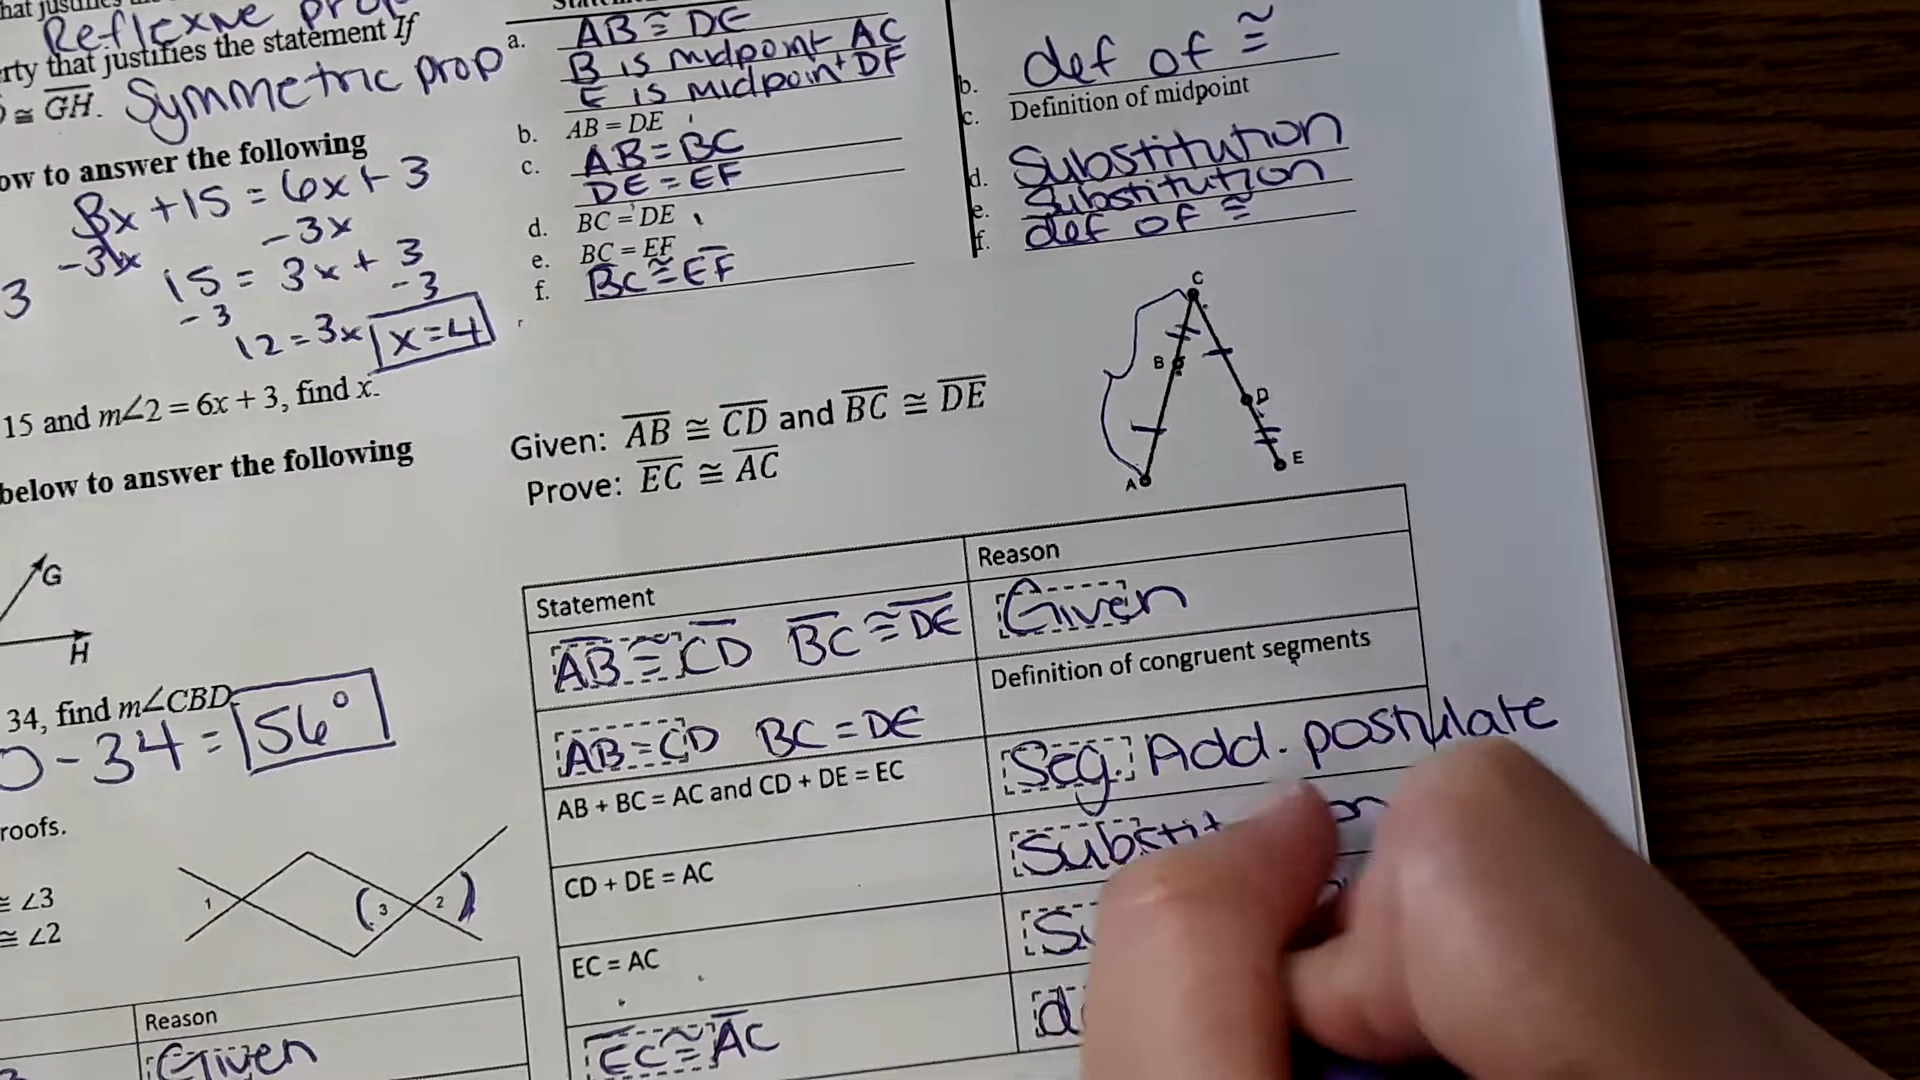 Reflexive prop
erty that justifies the statement If
≅ GH. Symmetric prop
ow to answer the following
3x + 15 = 6x + 3
-3x -3x
15 = 3x + 3
-3 -3
12 = 3x x = 4
3
15 and m∠2 = 6x + 3, find x.
below to answer the following
G
H
34, find m∠CBD
- 34 = 56°
roofs.
≅ ∠3
≅ ∠2
1 3 2
Reason
Given
a. AB ≅ DE
B is midpoint AC
E is midpoint DF
b. AB = DE
c. AB = BC
DE = EF
d. BC = DE
e. BC = EF
f. BC ≅ EF
b. def of ≅
c. Definition of midpoint
d. Substitution
e. Substitution
f. def of ≅
Given: AB ≅ CD and BC ≅ DE
Prove: EC ≅ AC
C
B
D
A
E
Statement Reason
AB ≅ CD BC ≅ DE Given
AB = CD BC = DE Definition of congruent segments
AB + BC = AC and CD + DE = EC Seg. Add. postulate
CD + DE = AC
EC = AC
EC ≅ AC